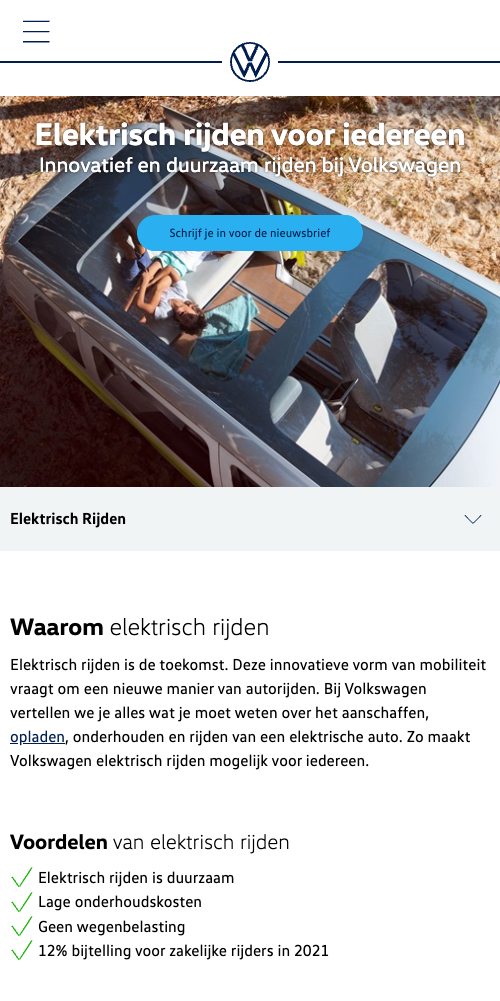 Elektrisch rijden voor iedereen
Innovatief en duurzaam rijden bij Volkswagen
Schrijf je in voor de nieuwsbrief
Elektrisch Rijden
Waarom elektrisch rijden
Elektrisch rijden is de toekomst. Deze innovatieve vorm van mobiliteit
vraagt om een nieuwe manier van autorijden. Bij Volkswagen
vertellen we je alles wat je moet weten over het aanschaffen,
opladen, onderhouden en rijden van een elektrische auto. Zo maakt
Volkswagen elektrisch rijden mogelijk voor iedereen.
Voordelen van elektrisch rijden
Elektrisch rijden is duurzaam
Lage onderhoudskosten
Geen wegenbelasting
12% bijtelling voor zakelijke rijders in 2021